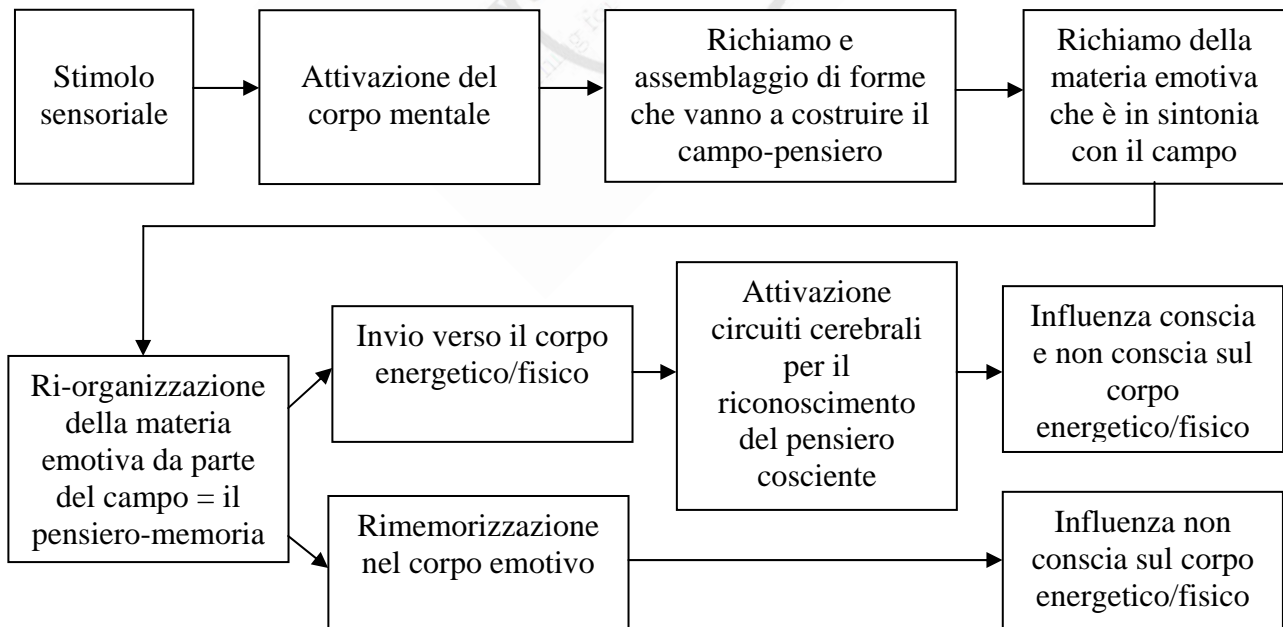 Stimolo
sensoriale
Attivazione del
corpo mentale
Richiamo e
assemblaggio di forme
che vanno a costruire il
campo-pensiero
Richiamo della
materia emotiva
che è in sintonia
con il campo
Ri-organizzazione
della materia
emotiva da parte
del campo = il
pensiero-memoria
Invio verso il corpo
energetico/fisico
Attivazione
circuiti cerebrali
per il
riconoscimento
del pensiero
cosciente
Influenza conscia
e non conscia sul
corpo
energetico/fisico
Rimemorizzazione
nel corpo emotivo
Influenza non
conscia sul corpo
energetico/fisico